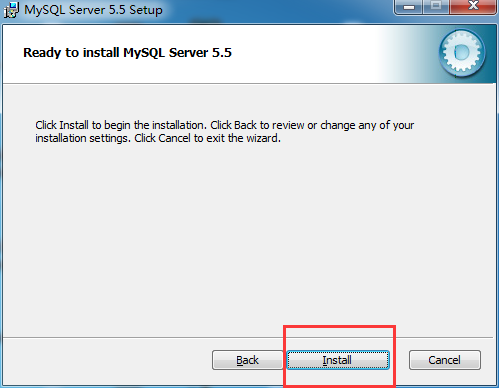 MySQL Server 5.5 Setup
Ready to install MySQL Server 5.5
Click Install to begin the installation. Click Back to review or change any of your
installation settings. Click Cancel to exit the wizard.
Back Install Cancel